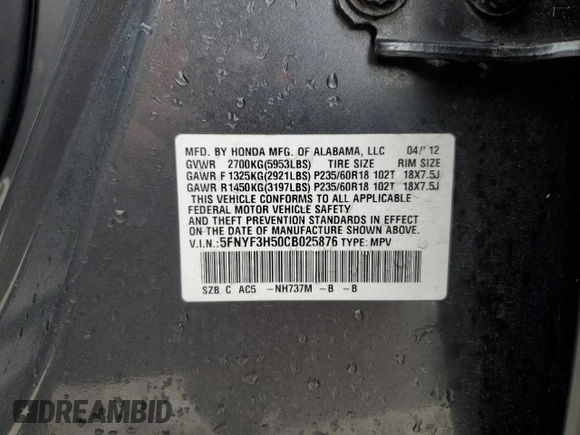 MFD. BY HONDA MFG. OF ALABAMA, LLC 04/12
GVWR 2700KG(5953LBS) TIRE SIZE RIM SIZE
GAWR F 1325KG(2921LBS) P235/60R18 102T 18X7.5J
GAWR R 1450KG(3197LBS) P235/60R18 102T 18X7.5J
THIS VEHICLE CONFORMS TO ALL APPLICABLE
FEDERAL MOTOR VEHICLE SAFETY
AND THEFT PREVENTION STANDARDS IN EFFECT
ON THE DATE OF MANUFACTURE SHOWN ABOVE.
V.I.N.: 5FNYF3H50CB025876 TYPE: MPV
SZB C AC5 -NH737M -B -B
DREAMBID